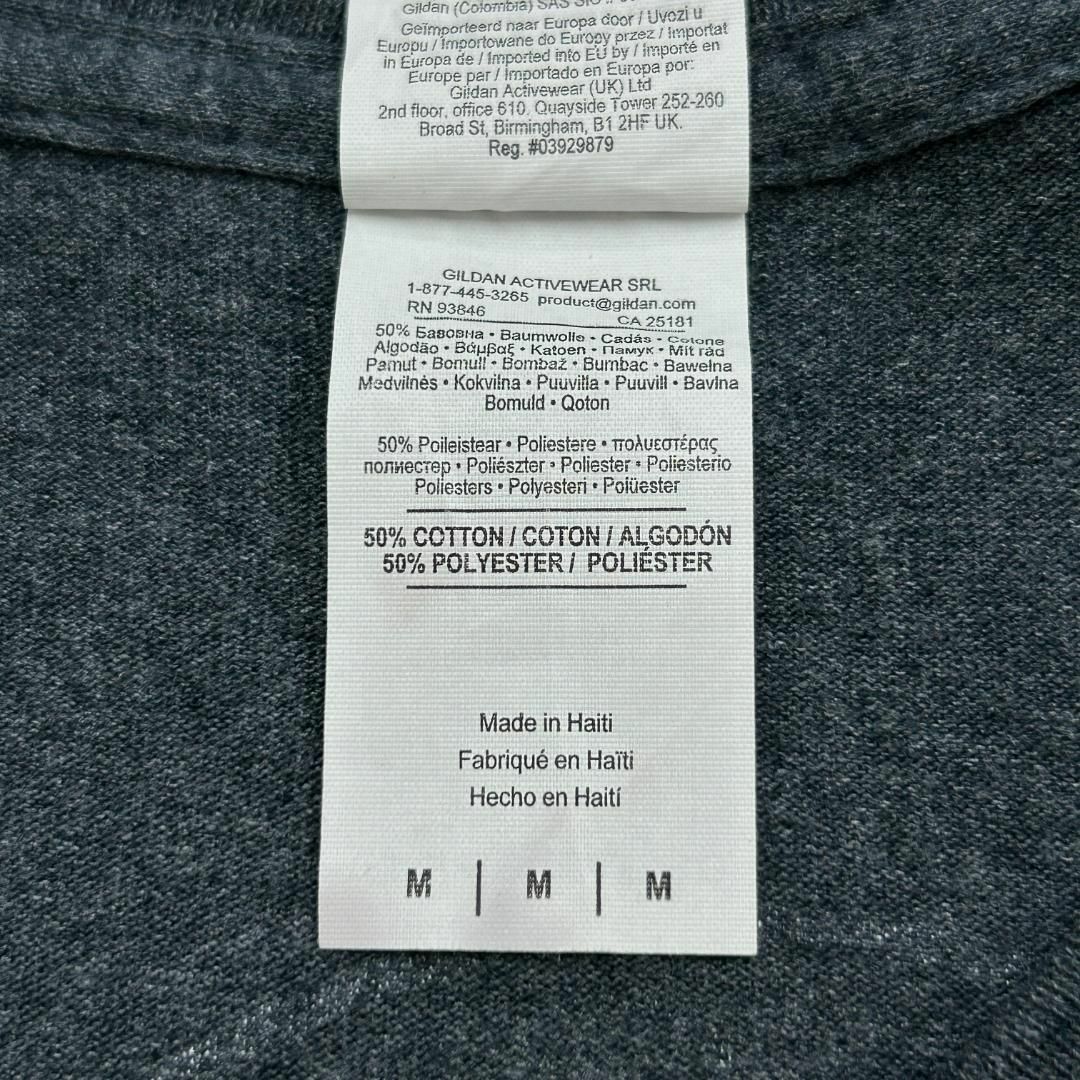 Gildan (Colombia) SAS
Geïmporteerd naar Europa door / Uvozi u
Europu / Importowane do Europy przez / Importat
in Europa de / Imported into EU by / Importé en
Europe par / Importado en Europa por:
Gildan Activewear (UK) Ltd
2nd floor, office 610, Quayside Tower 252-260
Broad St, Birmingham, B1 2HF UK.
Reg. #03929879
GILDAN ACTIVEWEAR SRL
1-877-445-3265 product@gildan.com
RN 93846 CA 25181
50% Бавовна • Baumwolle • Cadás • Cotone
Algodão • Βάμβαξ • Katoen • Памук • Mit rád
Pamut • Bomull • Bombaž • Bumbac • Bawełna
Medvilnės • Kokvilna • Puuvilla • Puuvill • Bavlna
Bomuld • Qoton
50% Poileistear • Poliestere • πολυεστέρας
полиестер • Poliészter • Poliester • Poliesterio
Poliesters • Polyesteri • Polüester
50% COTTON / COTON / ALGODÓN
50% POLYESTER / POLIÉSTER
Made in Haiti
Fabriqué en Haïti
Hecho en Haití
M | M | M